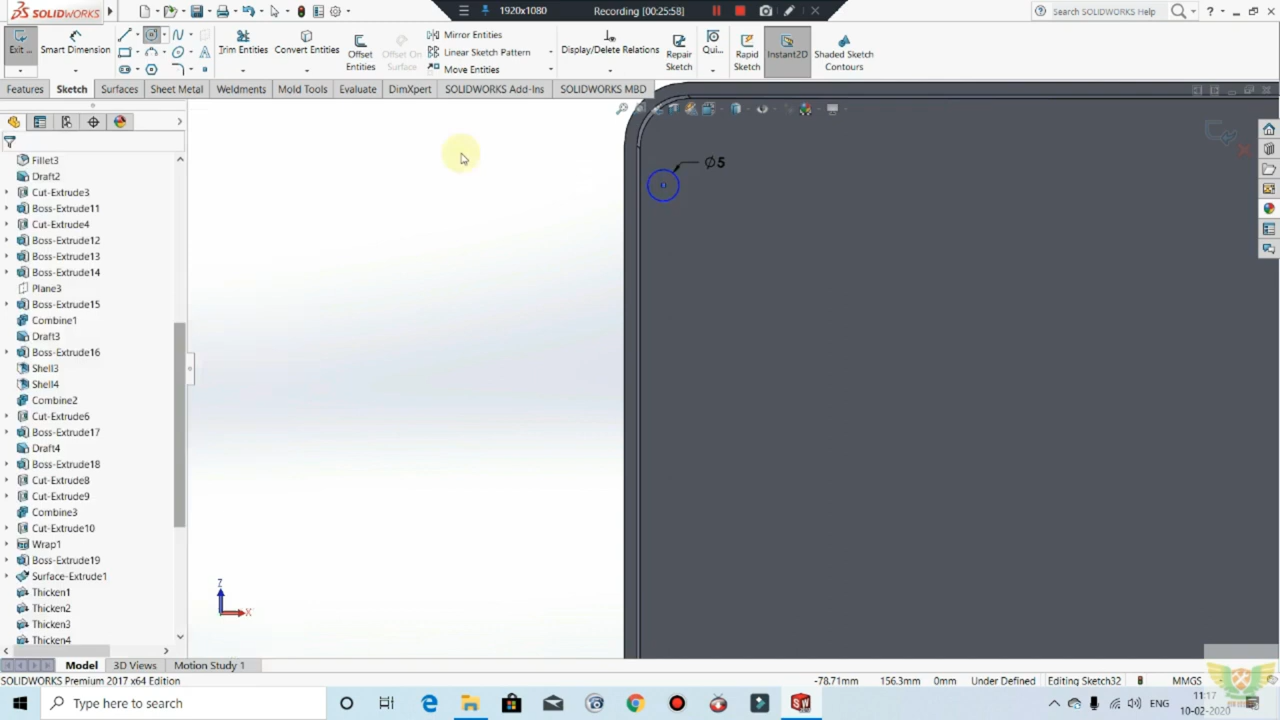 SOLIDWORKS
1920x1080
Recording [00:25:58]
Search SOLIDWORKS Help
Exit ...
Smart Dimension
Trim Entities
Convert Entities
Offset Entities
Offset On Surface
Mirror Entities
Linear Sketch Pattern
Move Entities
Display/Delete Relations
Repair Sketch
Qui...
Rapid Sketch
Instant2D
Shaded Sketch Contours
Features
Sketch
Surfaces
Sheet Metal
Weldments
Mold Tools
Evaluate
DimXpert
SOLIDWORKS Add-Ins
SOLIDWORKS MBD
Fillet3
Draft2
Cut-Extrude3
Boss-Extrude11
Cut-Extrude4
Boss-Extrude12
Boss-Extrude13
Boss-Extrude14
Plane3
Boss-Extrude15
Combine1
Draft3
Boss-Extrude16
Shell3
Shell4
Combine2
Cut-Extrude6
Boss-Extrude17
Draft4
Boss-Extrude18
Cut-Extrude8
Cut-Extrude9
Combine3
Cut-Extrude10
Wrap1
Boss-Extrude19
Surface-Extrude1
Thicken1
Thicken2
Thicken3
Thicken4
∅5
Z
X
Model
3D Views
Motion Study 1
SOLIDWORKS Premium 2017 x64 Edition
-78.71mm
156.3mm
0mm
Under Defined
Editing Sketch32
MMGS
Type here to search
ENG
11:17
10-02-2020